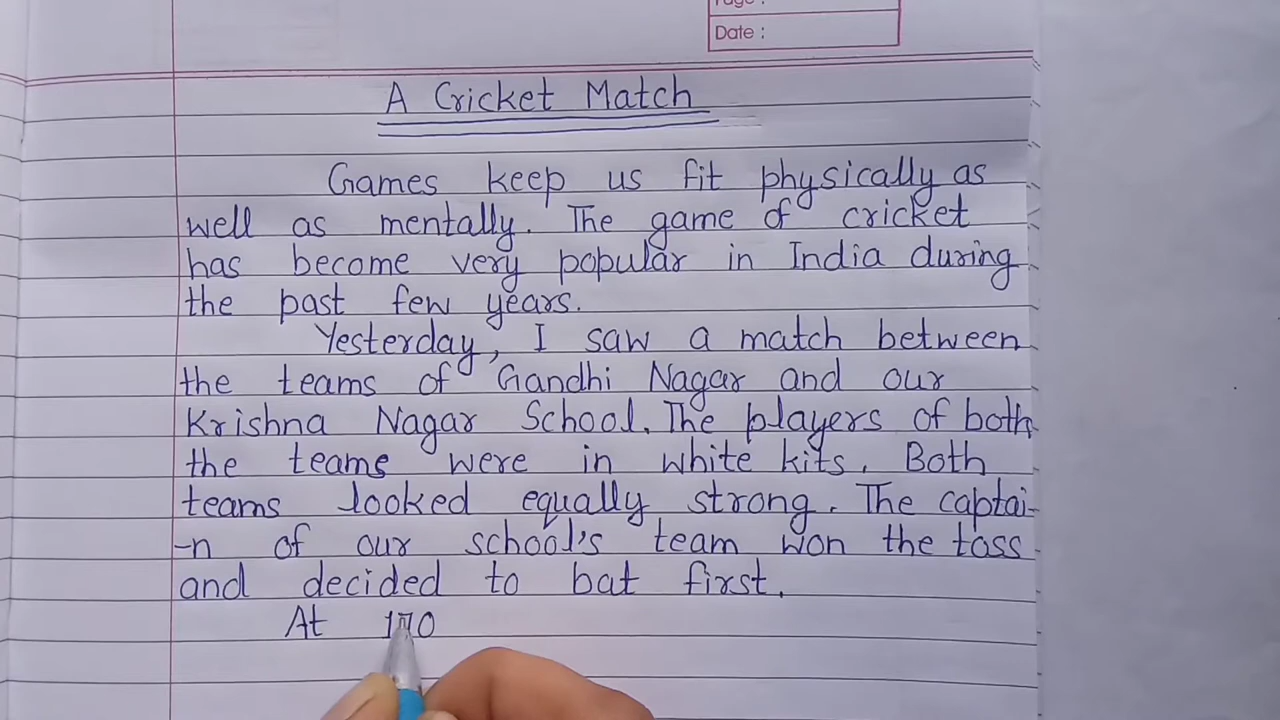 Date :
A Cricket Match
Games keep us fit physically as
well as mentally. The game of cricket
has become very popular in India during
the past few years.
Yesterday, I saw a match between
the teams of Gandhi Nagar and our
Krishna Nagar School. The players of both
the teams were in white kits. Both
teams looked equally strong. The captai-
-n of our school's team won the toss
and decided to bat first.
At